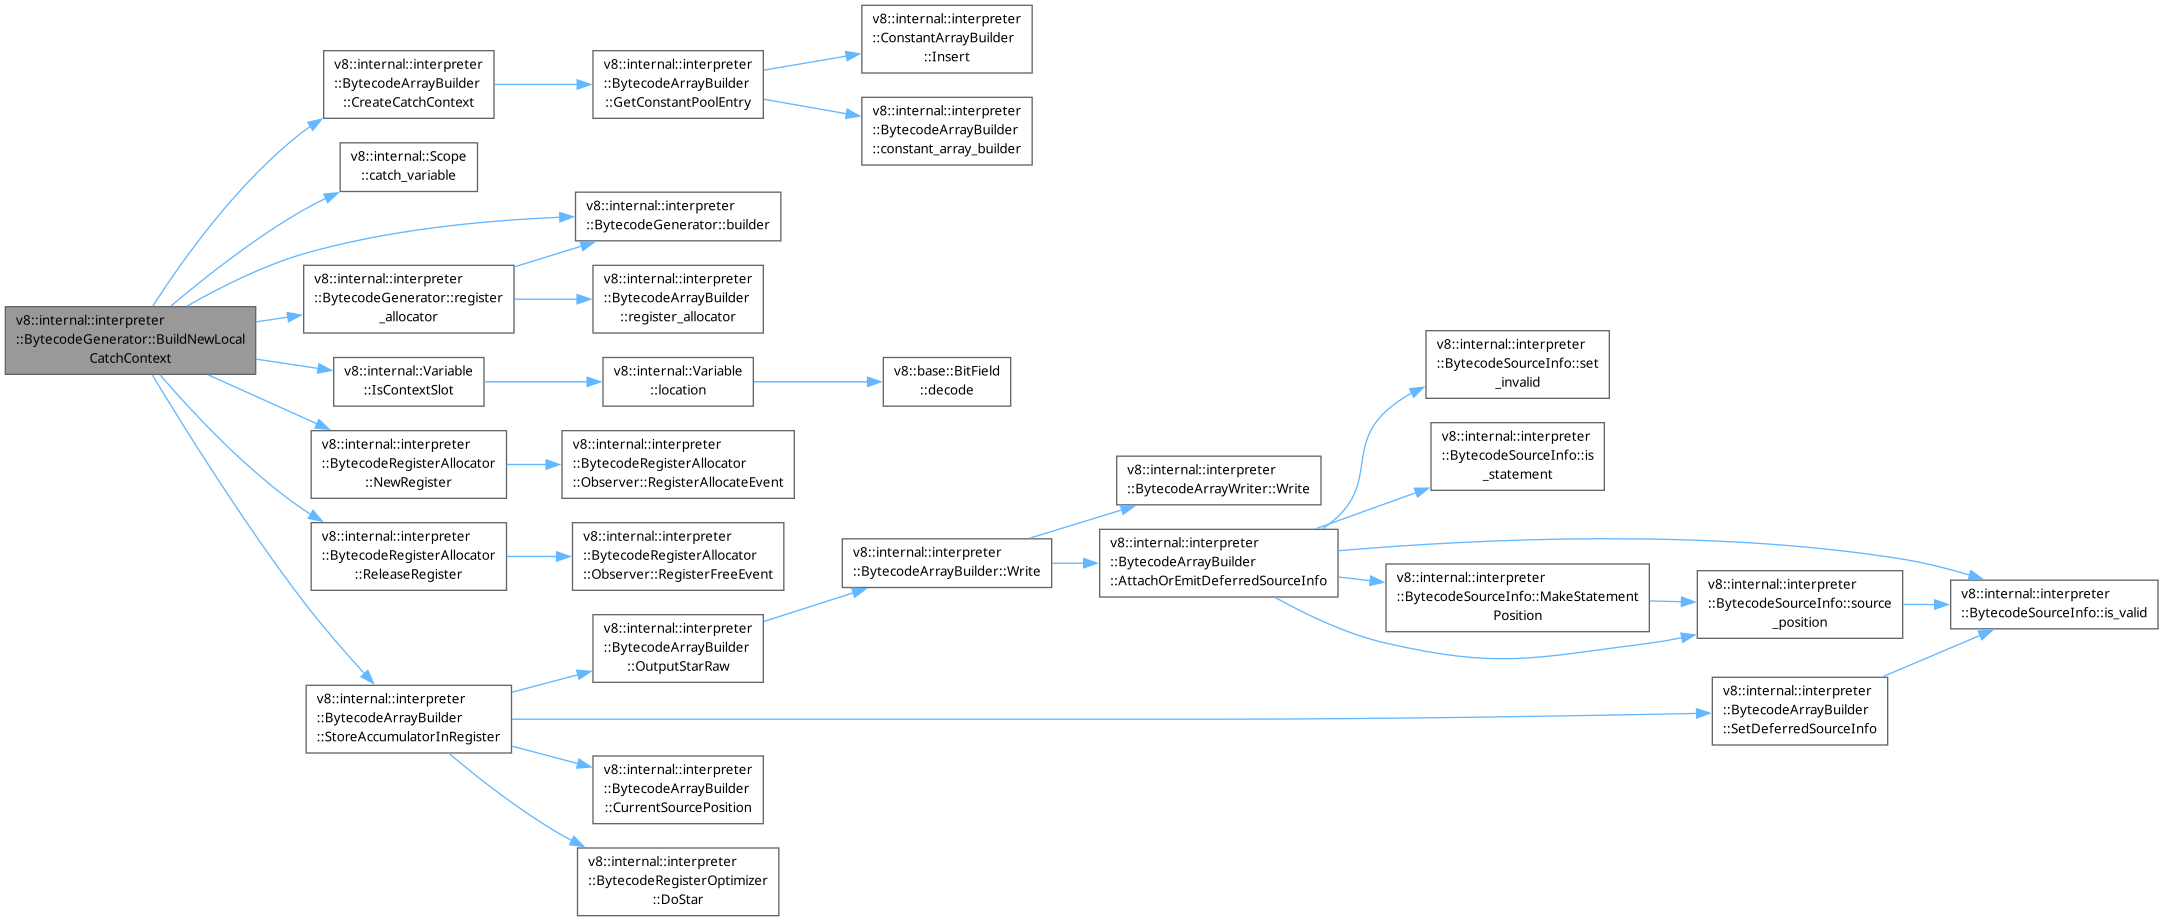 v8::internal::interpreter
::BytecodeGenerator::BuildNewLocal
CatchContext
v8::internal::interpreter
::BytecodeArrayBuilder
::CreateCatchContext
v8::internal::interpreter
::BytecodeArrayBuilder
::GetConstantPoolEntry
v8::internal::interpreter
::ConstantArrayBuilder
::Insert
v8::internal::interpreter
::BytecodeArrayBuilder
::constant_array_builder
v8::internal::Scope
::catch_variable
v8::internal::interpreter
::BytecodeGenerator::builder
v8::internal::interpreter
::BytecodeGenerator::register
_allocator
v8::internal::interpreter
::BytecodeArrayBuilder
::register_allocator
v8::internal::Variable
::IsContextSlot
v8::internal::Variable
::location
v8::base::BitField
::decode
v8::internal::interpreter
::BytecodeRegisterAllocator
::NewRegister
v8::internal::interpreter
::BytecodeRegisterAllocator
::Observer::RegisterAllocateEvent
v8::internal::interpreter
::BytecodeRegisterAllocator
::ReleaseRegister
v8::internal::interpreter
::BytecodeRegisterAllocator
::Observer::RegisterFreeEvent
v8::internal::interpreter
::BytecodeArrayBuilder
::StoreAccumulatorInRegister
v8::internal::interpreter
::BytecodeArrayBuilder
::OutputStarRaw
v8::internal::interpreter
::BytecodeArrayBuilder::Write
v8::internal::interpreter
::BytecodeArrayWriter::Write
v8::internal::interpreter
::BytecodeArrayBuilder
::AttachOrEmitDeferredSourceInfo
v8::internal::interpreter
::BytecodeSourceInfo::set
_invalid
v8::internal::interpreter
::BytecodeSourceInfo::is
_statement
v8::internal::interpreter
::BytecodeSourceInfo::MakeStatement
Position
v8::internal::interpreter
::BytecodeSourceInfo::source
_position
v8::internal::interpreter
::BytecodeSourceInfo::is_valid
v8::internal::interpreter
::BytecodeArrayBuilder
::SetDeferredSourceInfo
v8::internal::interpreter
::BytecodeArrayBuilder
::CurrentSourcePosition
v8::internal::interpreter
::BytecodeRegisterOptimizer
::DoStar